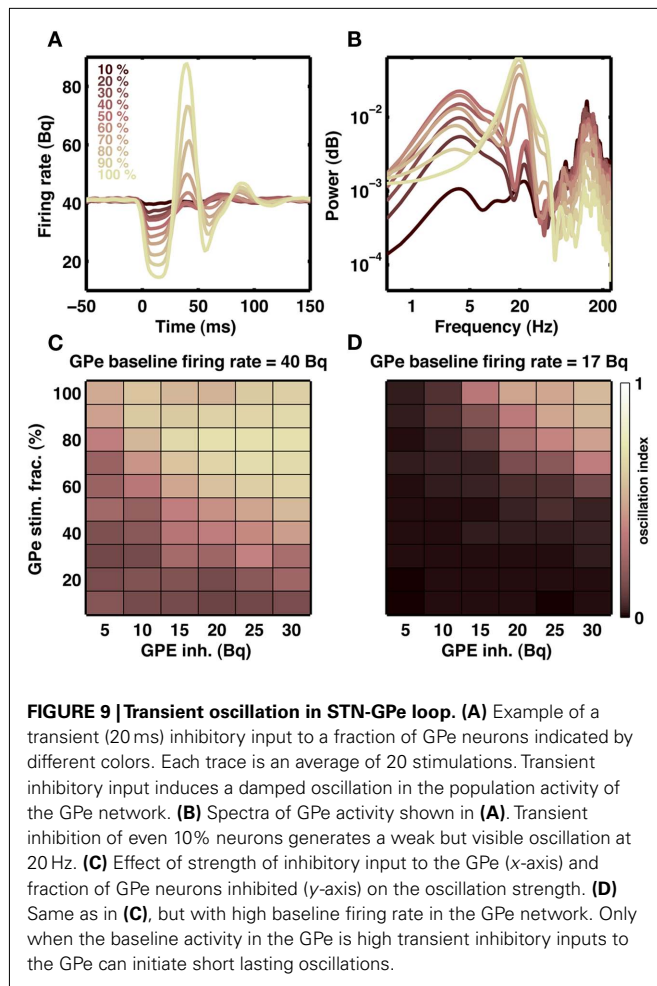 A
B
Firing rate (Bq)
80
60
40
20
10 %
20 %
30 %
40 %
50 %
60 %
70 %
80 %
90 %
100 %
−50 0 50 100 150
Time (ms)
Power (dB)
10⁻²
10⁻³
10⁻⁴
1 5 20 200
Frequency (Hz)
C
GPe baseline firing rate = 40 Bq
GPe stim. frac. (%)
100
80
60
40
20
5 10 15 20 25 30
GPE inh. (Bq)
D
GPe baseline firing rate = 17 Bq
5 10 15 20 25 30
GPE inh. (Bq)
1
oscillation index
0
FIGURE 9 | Transient oscillation in STN-GPe loop. (A) Example of a
transient (20 ms) inhibitory input to a fraction of GPe neurons indicated by
different colors. Each trace is an average of 20 stimulations. Transient
inhibitory input induces a damped oscillation in the population activity of
the GPe network. (B) Spectra of GPe activity shown in (A). Transient
inhibition of even 10% neurons generates a weak but visible oscillation at
20 Hz. (C) Effect of strength of inhibitory input to the GPe (x-axis) and
fraction of GPe neurons inhibited (y-axis) on the oscillation strength. (D)
Same as in (C), but with high baseline firing rate in the GPe network. Only
when the baseline activity in the GPe is high transient inhibitory inputs to
the GPe can initiate short lasting oscillations.